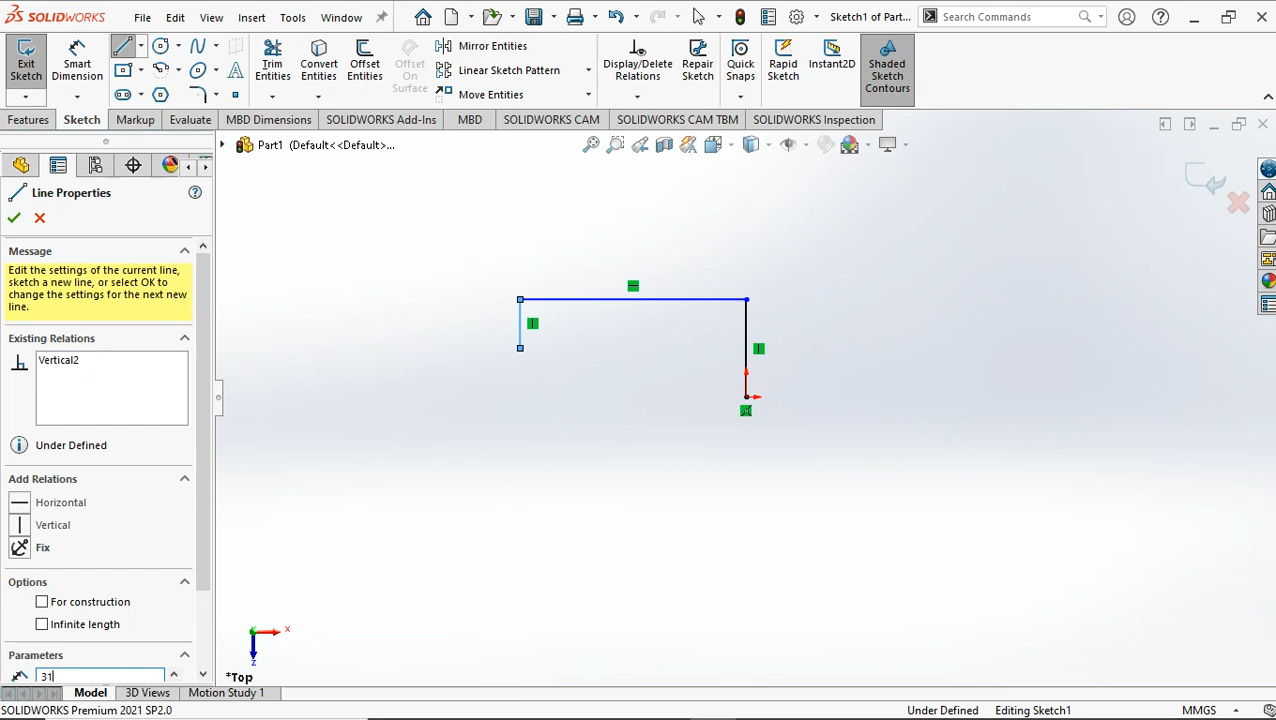 SOLIDWORKS File Edit View Insert Tools Window Sketch1 of Part... Search Commands
Exit Sketch
Smart Dimension
Trim Entities
Convert Entities
Offset Entities
Offset On Surface
Mirror Entities
Linear Sketch Pattern
Move Entities
Display/Delete Relations
Repair Sketch
Quick Snaps
Rapid Sketch
Instant2D
Shaded Sketch Contours
Features Sketch Markup Evaluate MBD Dimensions SOLIDWORKS Add-Ins MBD SOLIDWORKS CAM SOLIDWORKS CAM TBM SOLIDWORKS Inspection
Part1 (Default<<Default>...
Line Properties
Message
Edit the settings of the current line,
sketch a new line, or select OK to
change the settings for the next new
line.
Existing Relations
Vertical2
Under Defined
Add Relations
Horizontal
Vertical
Fix
Options
For construction
Infinite length
Parameters
31
Y
X
Z
*Top
Model 3D Views Motion Study 1
SOLIDWORKS Premium 2021 SP2.0 Under Defined Editing Sketch1 MMGS